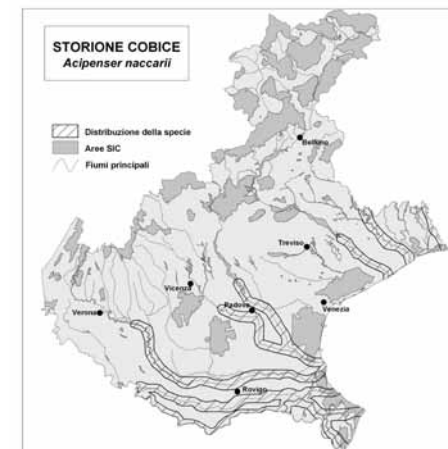 STORIONE COBICE
Acipenser naccarii
Distribuzione della specie
Aree SIC
Fiumi principali
Belluno
Treviso
Vicenza
Padova
Venezia
Verona
Rovigo